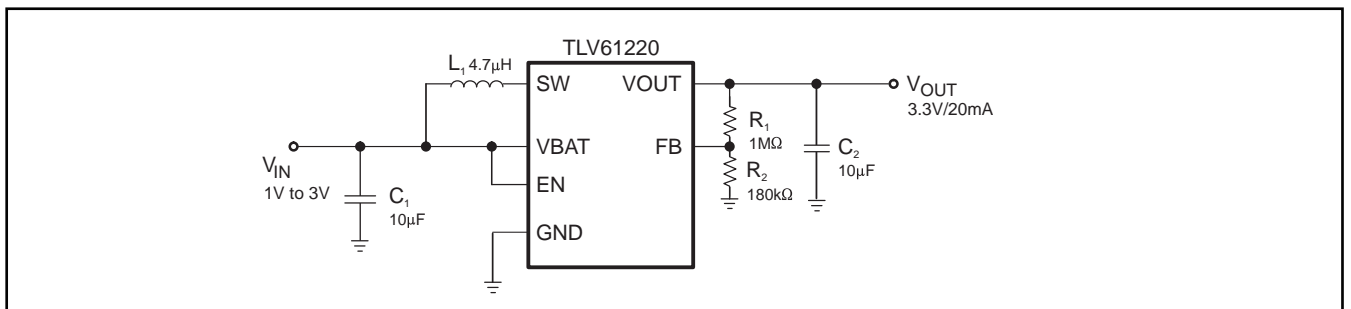 TLV61220
L1 4.7μH
SW
VOUT
VOUT
3.3V/20mA
R1
1MΩ
VBAT
FB
C2
10μF
VIN
1V to 3V
R2
180kΩ
EN
C1
10μF
GND